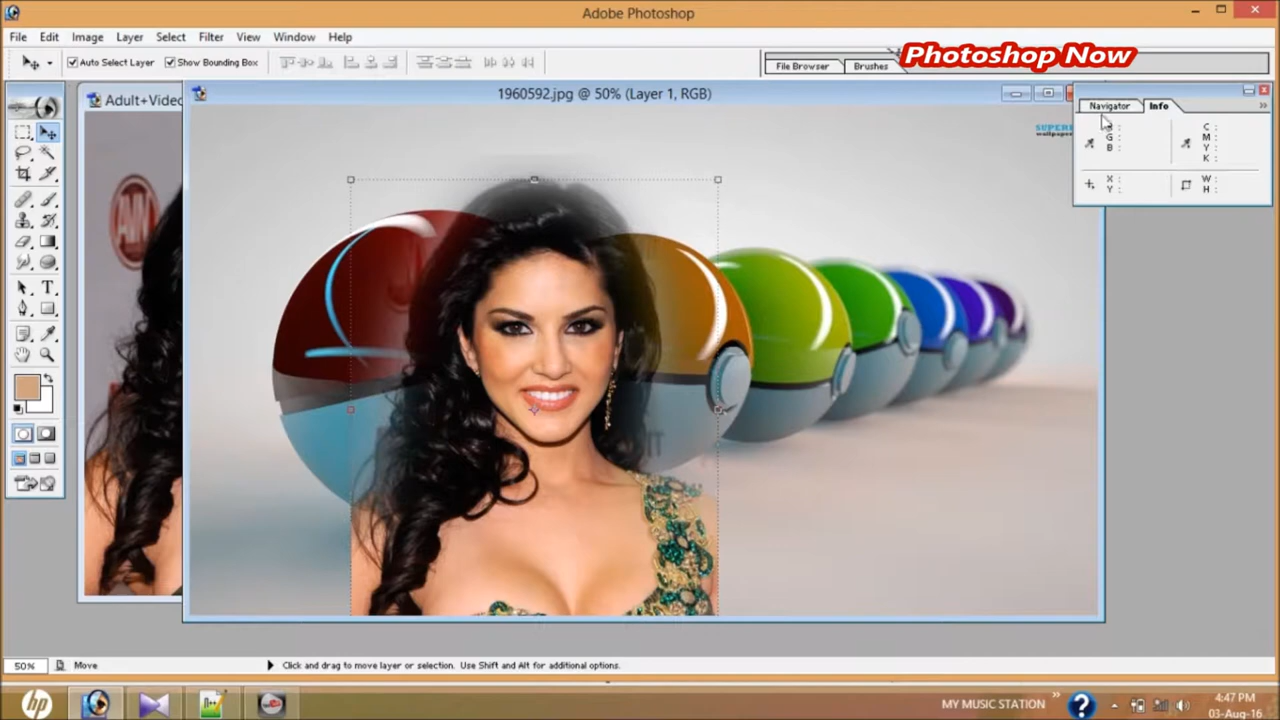 Adobe Photoshop
File Edit Image Layer Select Filter View Window Help
Auto Select Layer Show Bounding Box
File Browser Brushes
Photoshop Now
Adult+Video
1960592.jpg @ 50% (Layer 1, RGB)
Navigator Info
G : C :
B : M :
Y :
K :
X : W :
Y : H :
50% Move Click and drag to move layer or selection. Use Shift and Alt for additional options.
hp MY MUSIC STATION 4:47 PM
03-Aug-16